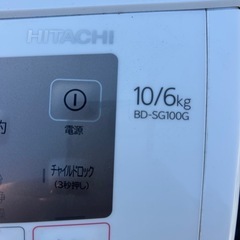 HITACHI
10/6kg
BD-SG100G
電源
約
チャイルドロック
(3秒押し)